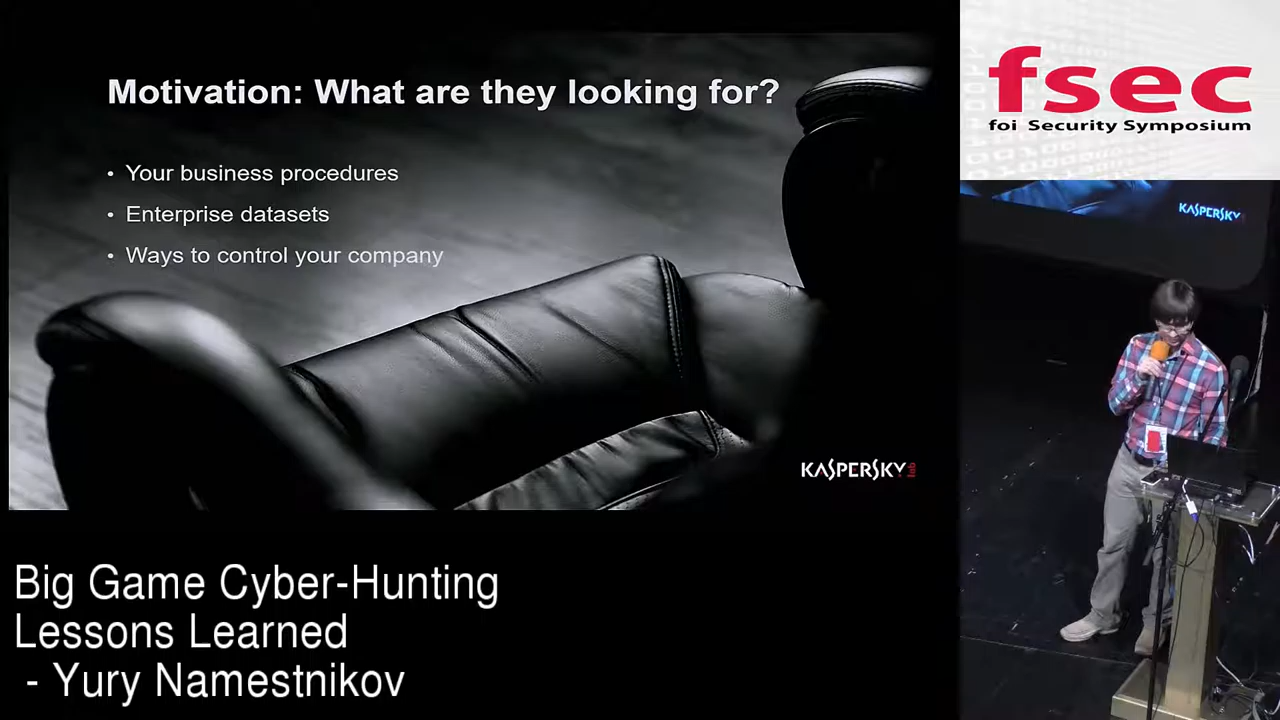 Motivation: What are they looking for?
• Your business procedures
• Enterprise datasets
• Ways to control your company
KASPERSKY lab
fsec
foi Security Symposium
KASPERSKY
Big Game Cyber-Hunting
Lessons Learned
- Yury Namestnikov